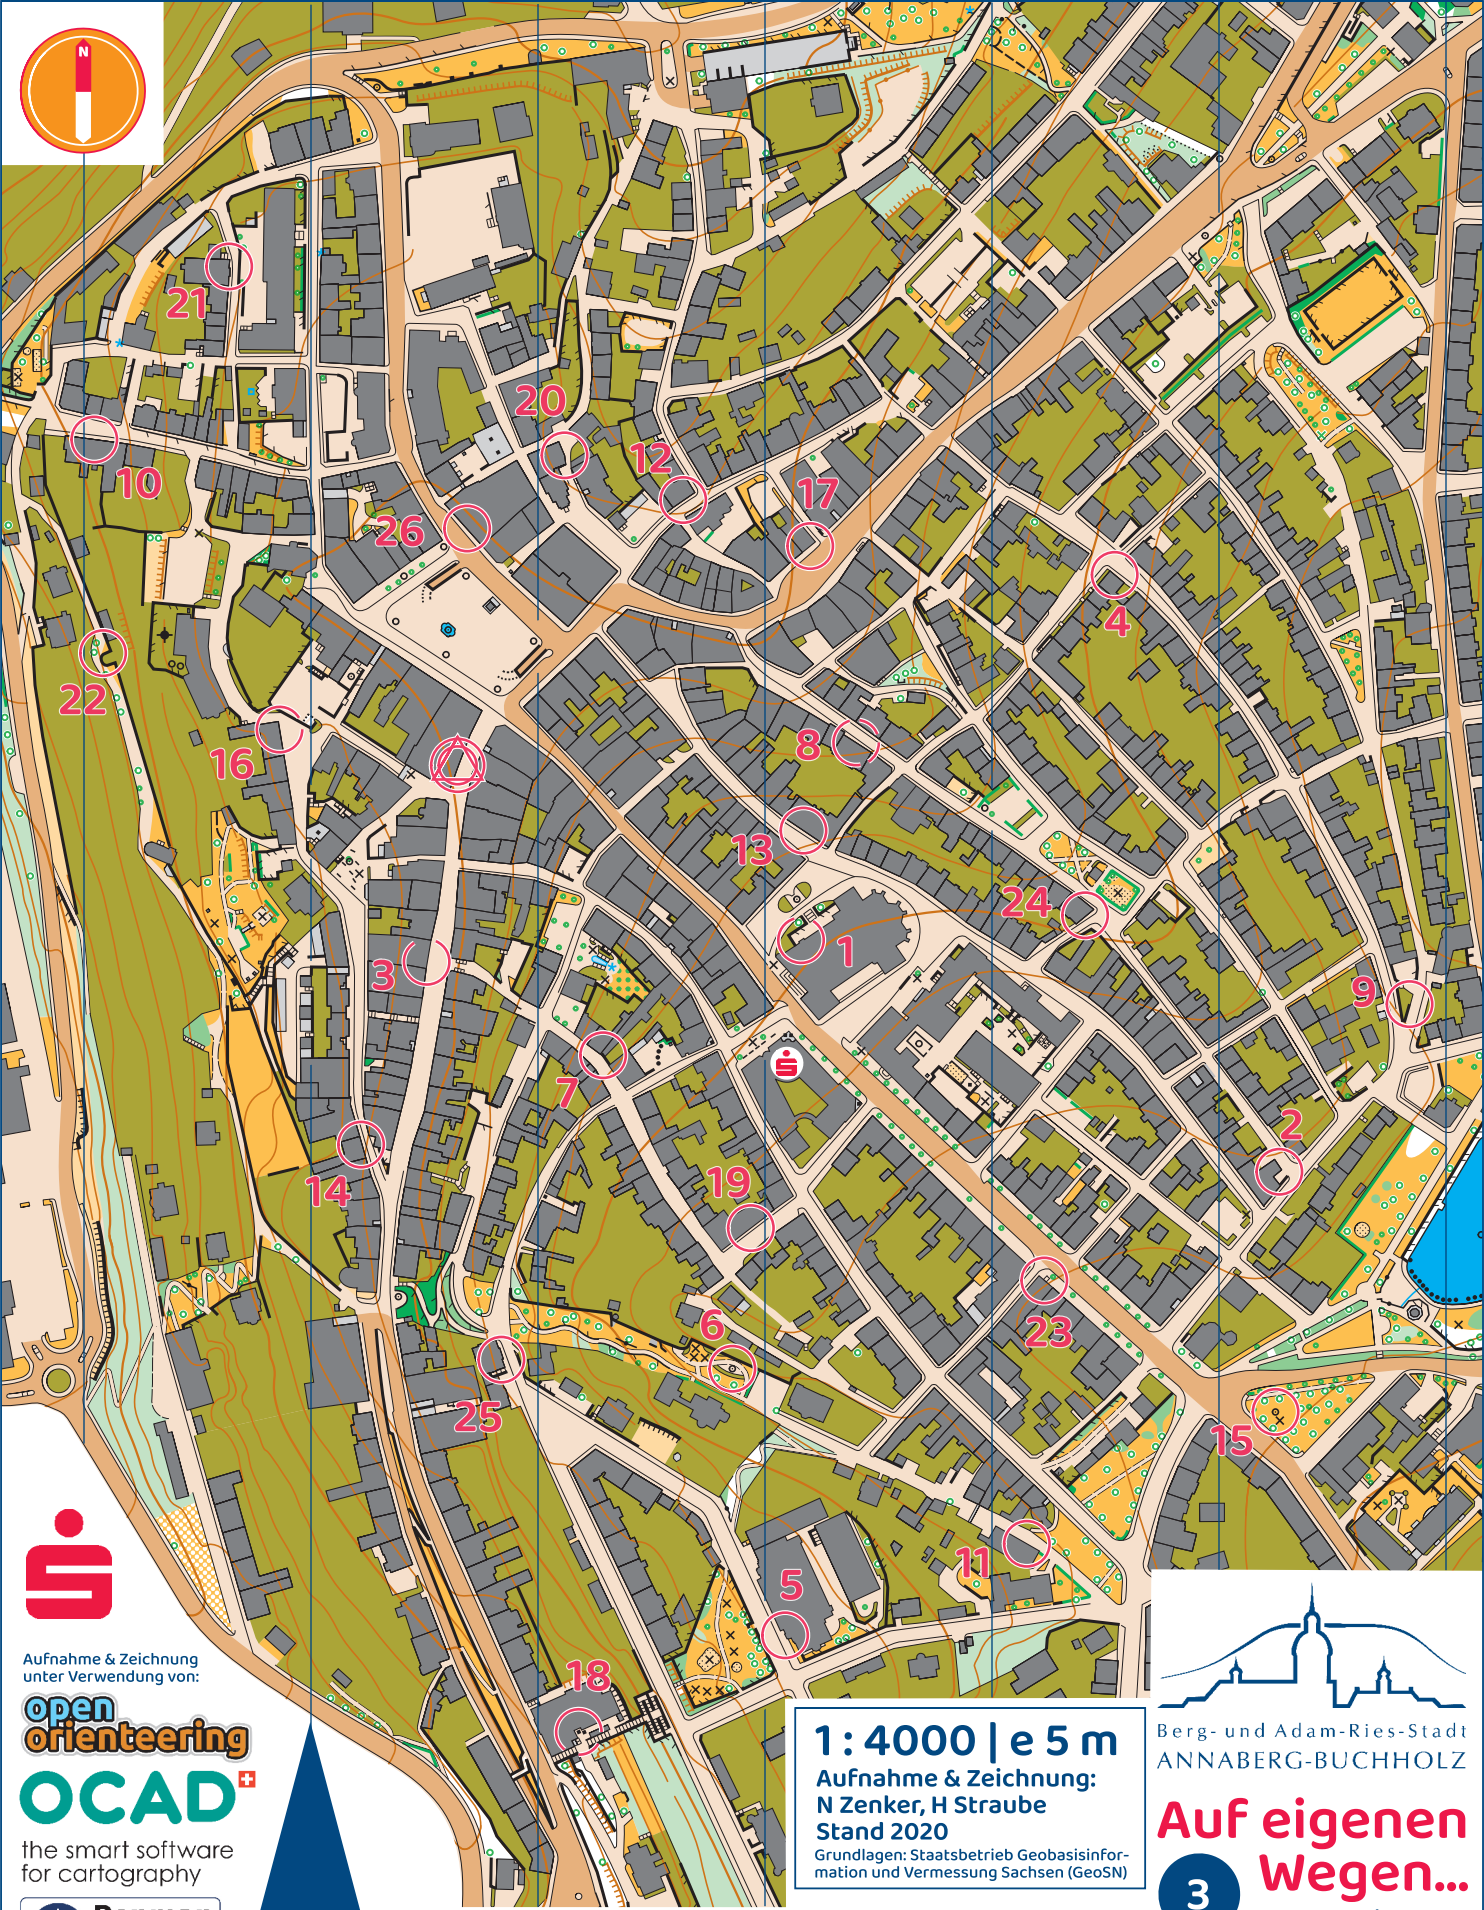 N
21
20
12
17
10
26
4
22
16
8
13
24
1
3
9
7
2
14
19
6
23
25
15
5
11
18
Aufnahme & Zeichnung
unter Verwendung von:
open
orienteering
OCAD
the smart software
for cartography
1 : 4000 | e 5 m
Aufnahme & Zeichnung:
N Zenker, H Straube
Stand 2020
Grundlagen: Staatsbetrieb Geobasisinfor-
mation und Vermessung Sachsen (GeoSN)
Berg- und Adam-Ries-Stadt
ANNABERG-BUCHHOLZ
Auf eigenen
Wegen...
3